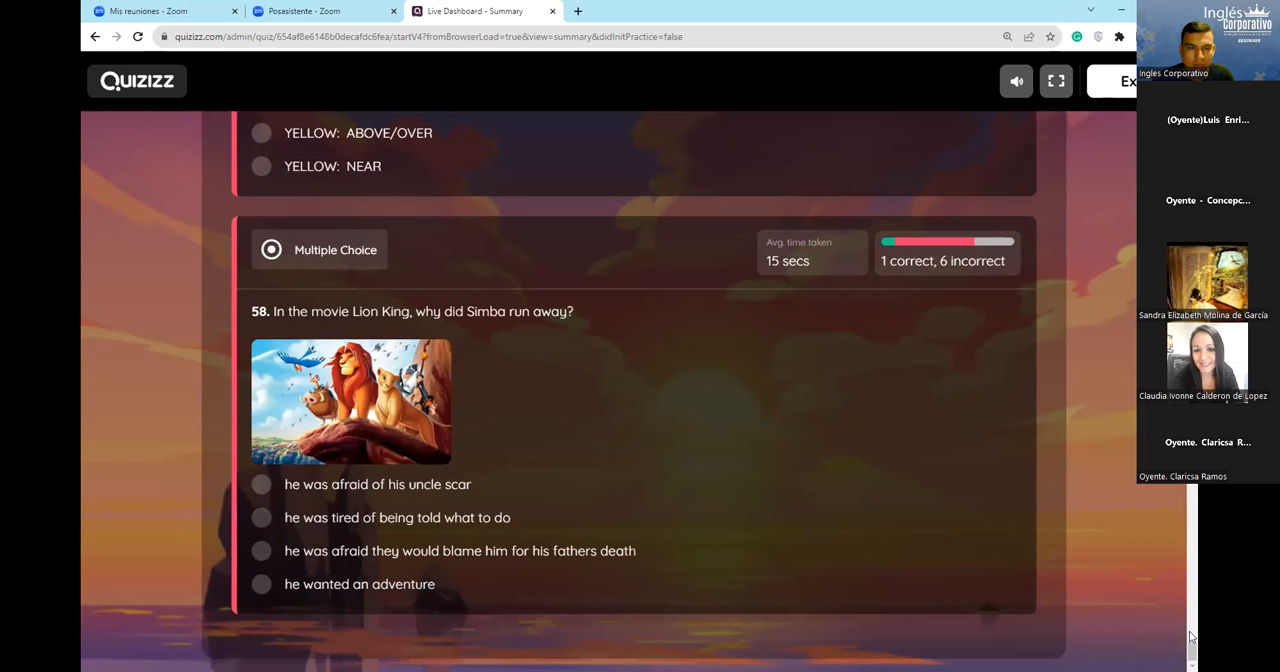 Mis reuniones - Zoom
Posasistente - Zoom
Live Dashboard - Summary
quizizz.com/admin/quiz/654af8e6148b0decafdc6fea/startV4?fromBrowserLoad=true&view=summary&didInitPractice=false
QUIZIZZ
Ex
YELLOW: ABOVE/OVER
YELLOW: NEAR
Multiple Choice
Avg. time taken
15 secs
1 correct, 6 incorrect
58. In the movie Lion King, why did Simba run away?
he was afraid of his uncle scar
he was tired of being told what to do
he was afraid they would blame him for his fathers death
he wanted an adventure
Inglés
Corporativo
BEGINNER
Ingles Corporativo
(Oyente)Luis Enri...
Oyente - Concepc...
Sandra Elizabeth Molina de García
Claudia Ivonne Calderon de Lopez
Oyente. Claricsa R...
Oyente. Claricsa Ramos